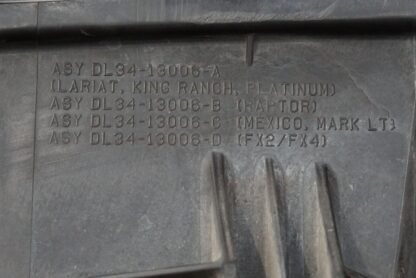 ASY DL34-13006-A
(LARIAT, KING RANCH, PLATINUM)
ASY DL34-13006-B (RAPTOR)
ASY DL34-13006-C (MEXICO, MARK LT)
ASY DL34-13006-D (FX2/FX4)